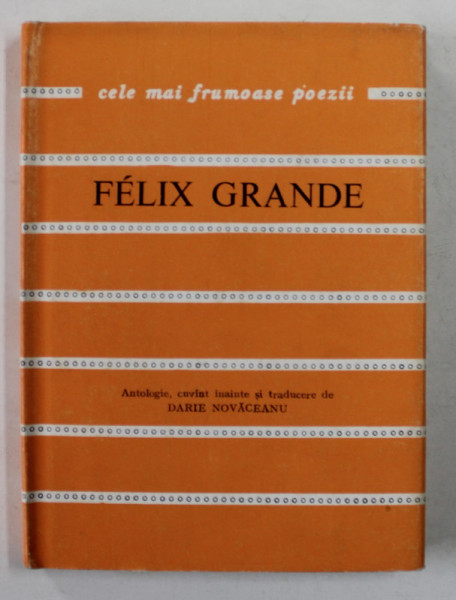 cele mai frumoase poezii
FÉLIX GRANDE
Antologie, cuvînt înainte și traducere de
DARIE NOVĂCEANU